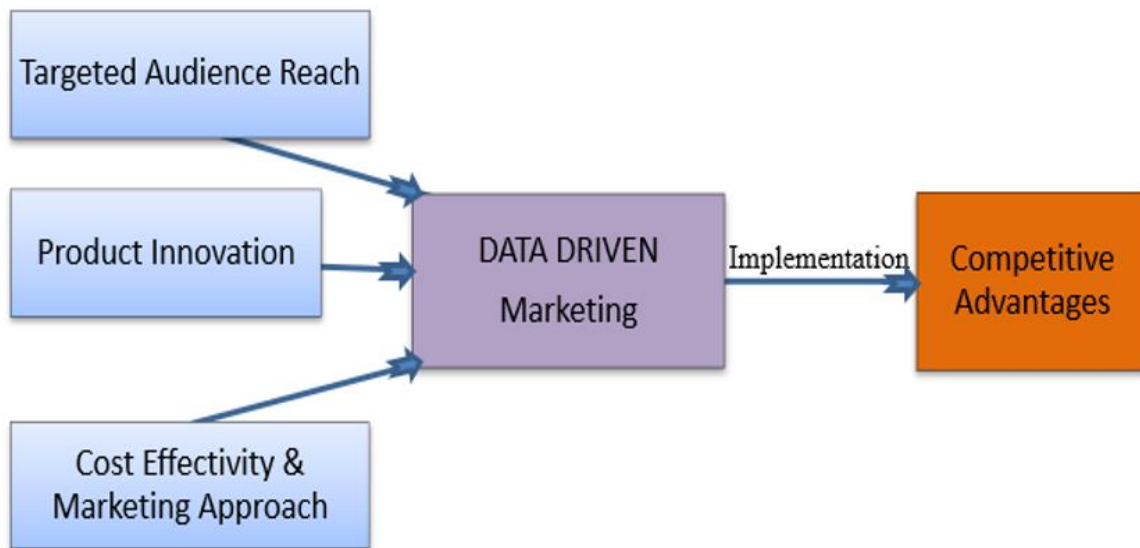 Targeted Audience Reach
Product Innovation
Cost Effectivity &
Marketing Approach
DATA DRIVEN
Marketing
Implementation
Competitive
Advantages